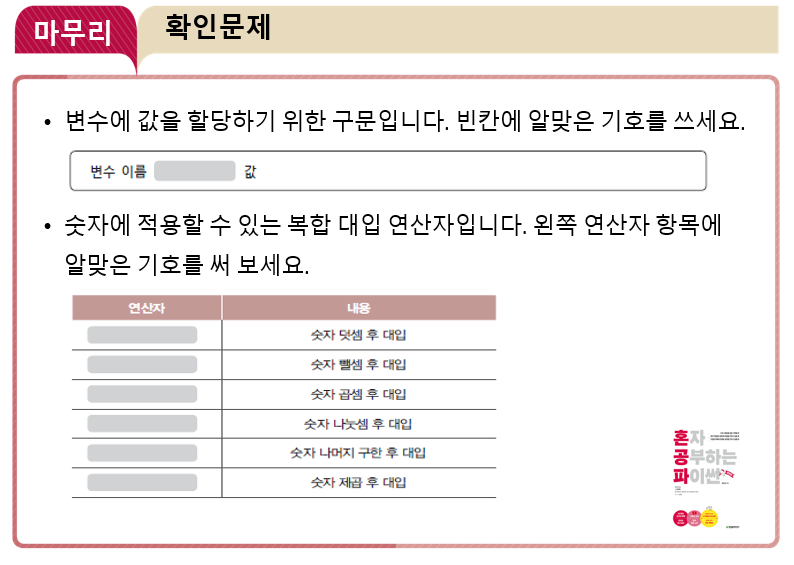 마무리
확인문제
• 변수에 값을 할당하기 위한 구문입니다. 빈칸에 알맞은 기호를 쓰세요.
변수 이름 값
• 숫자에 적용할 수 있는 복합 대입 연산자입니다. 왼쪽 연산자 항목에
알맞은 기호를 써 보세요.
연산자 내용
숫자 덧셈 후 대입
숫자 뺄셈 후 대입
숫자 곱셈 후 대입
숫자 나눗셈 후 대입
숫자 나머지 구한 후 대입
숫자 제곱 후 대입
혼자
공부하는
파이썬